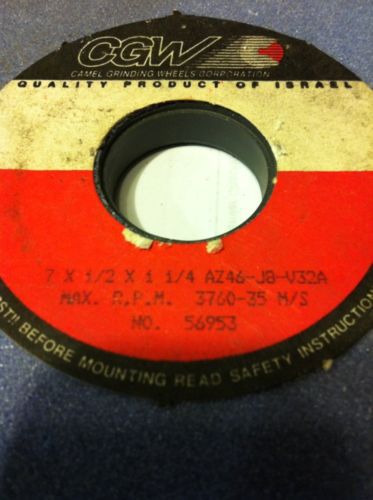 CGW
CAMEL GRINDING WHEELS CORPORATION
QUALITY PRODUCT OF ISRAEL
7 X 1/2 X 1 1/4 AZ46-J8-V32A
MAX. R.P.M. 3760-35 M/S
NO. 56953
BEFORE MOUNTING READ SAFETY INSTRUCTION